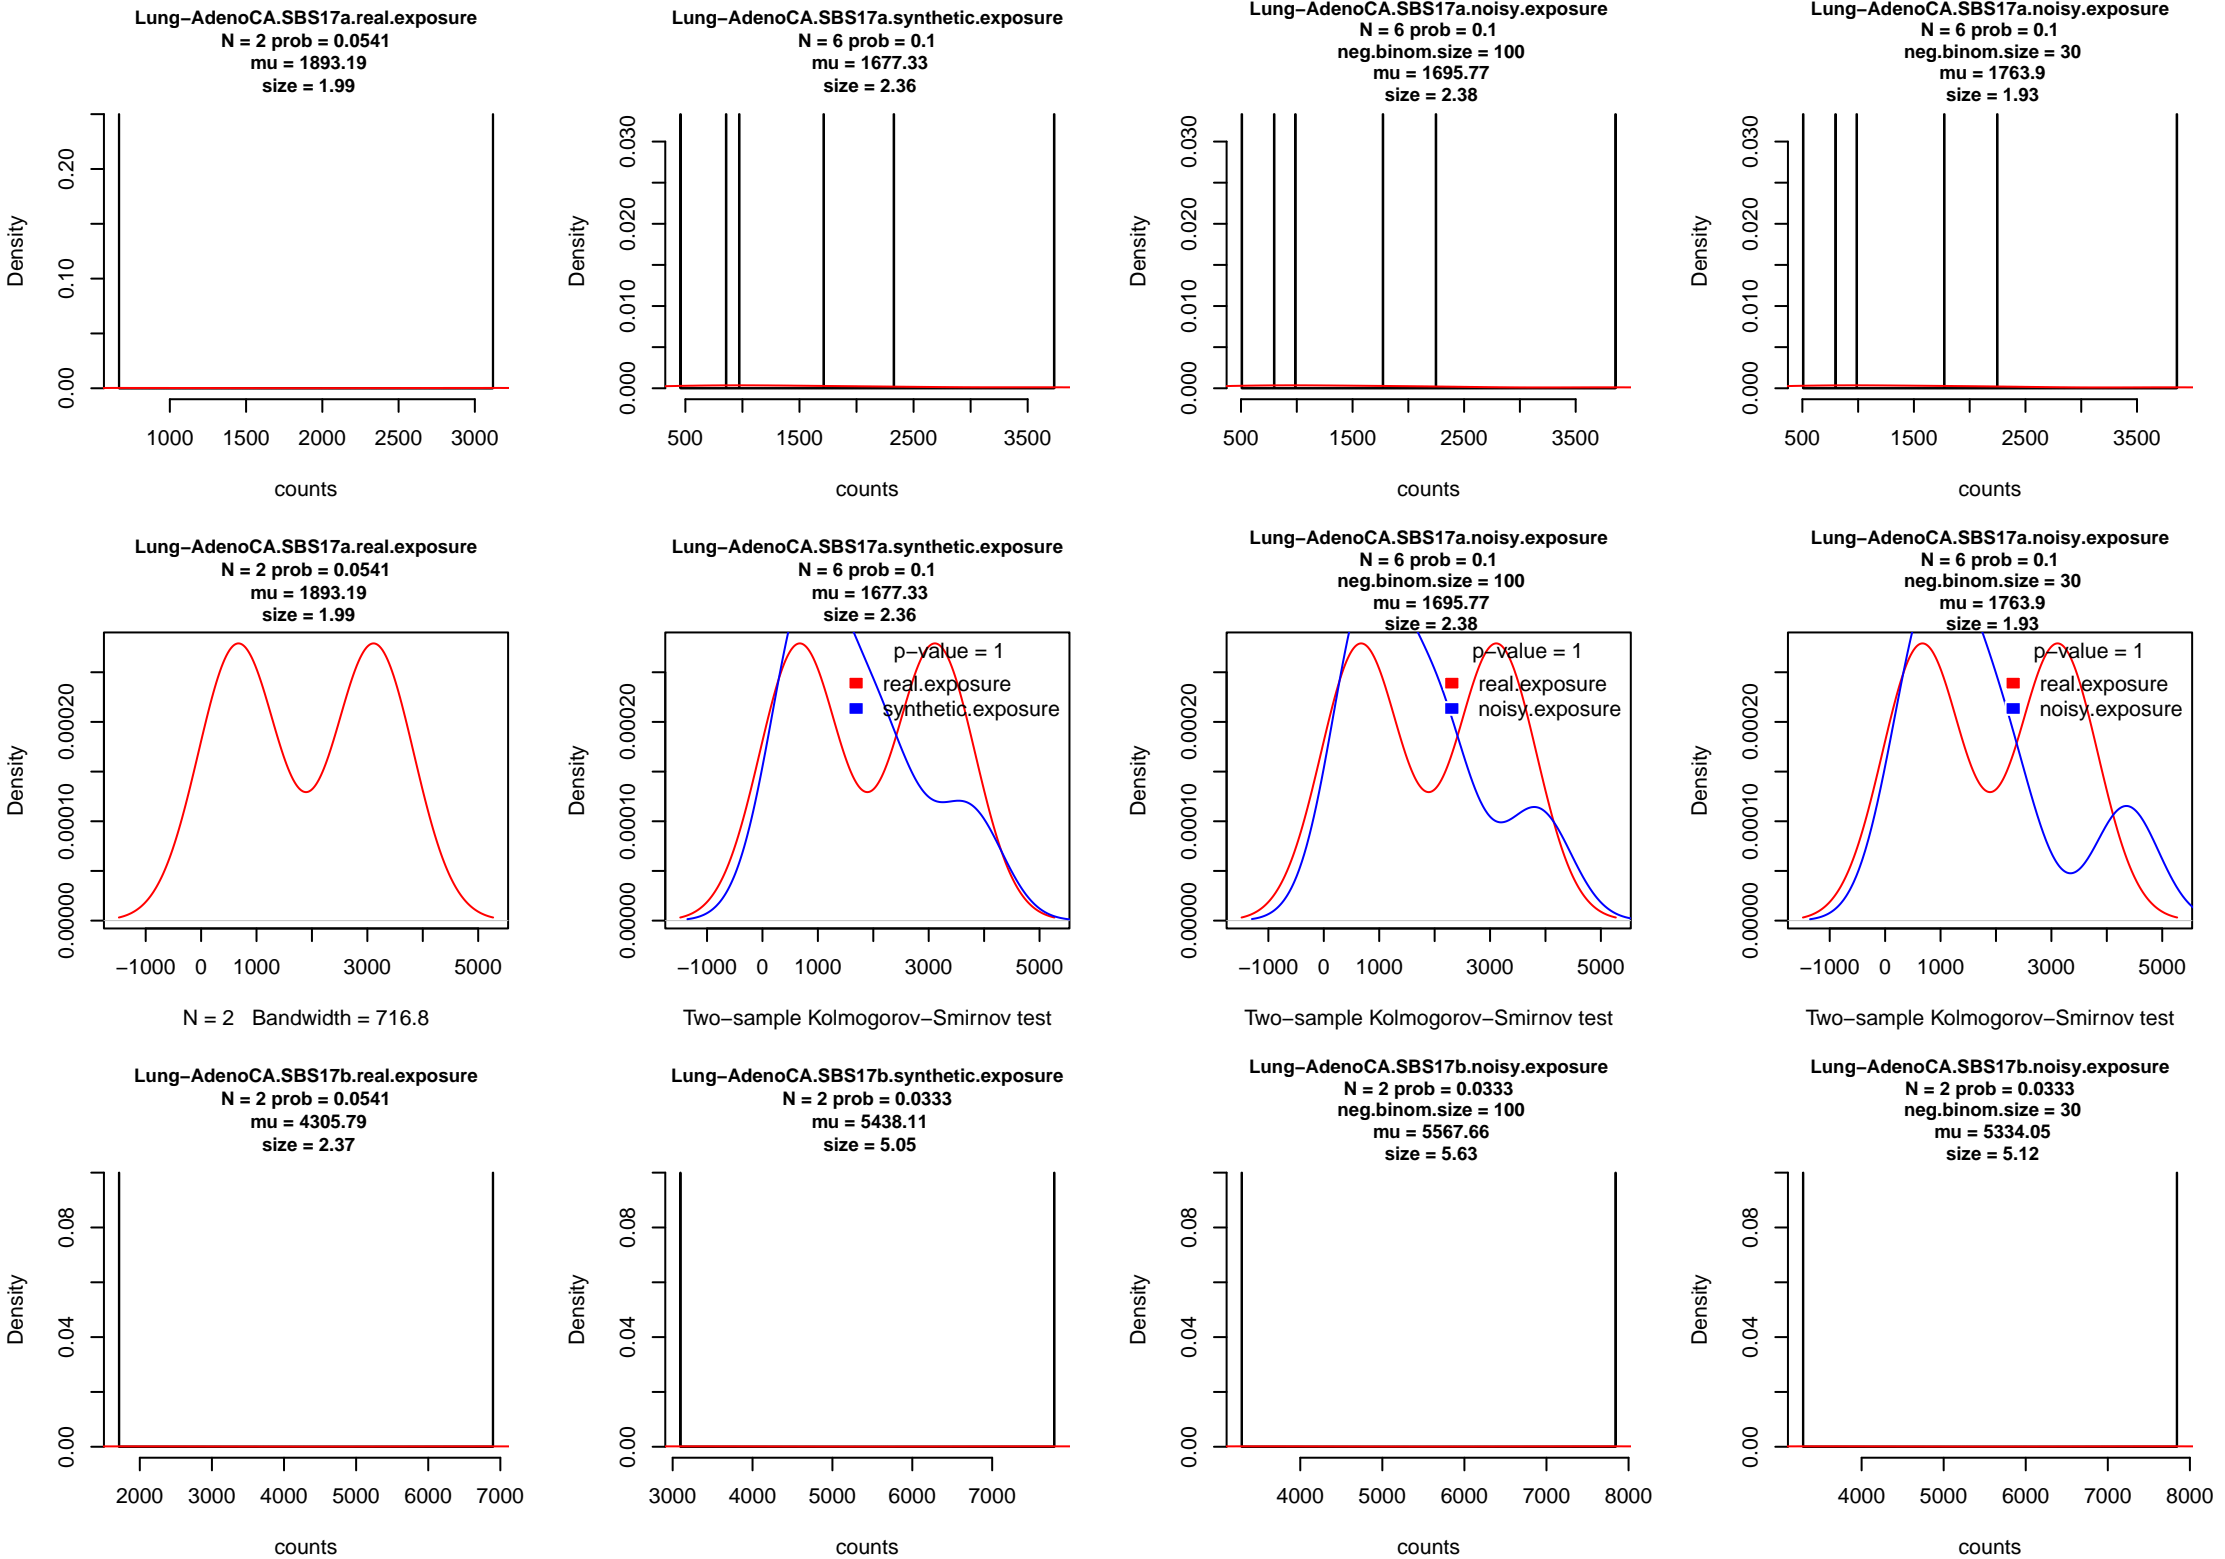 Lung−AdenoCA.SBS17a.real.exposure
N = 2 prob = 0.0541
mu = 1893.19
size = 1.99
Density
0.00 0.10 0.20
1000 1500 2000 2500 3000
counts
Lung−AdenoCA.SBS17a.synthetic.exposure
N = 6 prob = 0.1
mu = 1677.33
size = 2.36
Density
0.000 0.010 0.020 0.030
500 1500 2500 3500
counts
Lung−AdenoCA.SBS17a.noisy.exposure
N = 6 prob = 0.1
neg.binom.size = 100
mu = 1695.77
size = 2.38
Density
0.000 0.010 0.020 0.030
500 1500 2500 3500
counts
Lung−AdenoCA.SBS17a.noisy.exposure
N = 6 prob = 0.1
neg.binom.size = 30
mu = 1763.9
size = 1.93
Density
0.000 0.010 0.020 0.030
500 1500 2500 3500
counts
Lung−AdenoCA.SBS17a.real.exposure
N = 2 prob = 0.0541
mu = 1893.19
size = 1.99
Density
0.00000 0.00010 0.00020
−1000 0 1000 3000 5000
N = 2 Bandwidth = 716.8
Lung−AdenoCA.SBS17a.synthetic.exposure
N = 6 prob = 0.1
mu = 1677.33
size = 2.36
p−value = 1
real.exposure
synthetic.exposure
Density
0.00000 0.00010 0.00020
−1000 0 1000 3000 5000
Two−sample Kolmogorov−Smirnov test
Lung−AdenoCA.SBS17a.noisy.exposure
N = 6 prob = 0.1
neg.binom.size = 100
mu = 1695.77
size = 2.38
p−value = 1
real.exposure
noisy.exposure
Density
0.00000 0.00010 0.00020
−1000 0 1000 3000 5000
Two−sample Kolmogorov−Smirnov test
Lung−AdenoCA.SBS17a.noisy.exposure
N = 6 prob = 0.1
neg.binom.size = 30
mu = 1763.9
size = 1.93
p−value = 1
real.exposure
noisy.exposure
Density
0.00000 0.00010 0.00020
−1000 0 1000 3000 5000
Two−sample Kolmogorov−Smirnov test
Lung−AdenoCA.SBS17b.real.exposure
N = 2 prob = 0.0541
mu = 4305.79
size = 2.37
Density
0.00 0.04 0.08
2000 3000 4000 5000 6000 7000
counts
Lung−AdenoCA.SBS17b.synthetic.exposure
N = 2 prob = 0.0333
mu = 5438.11
size = 5.05
Density
0.00 0.04 0.08
3000 4000 5000 6000 7000
counts
Lung−AdenoCA.SBS17b.noisy.exposure
N = 2 prob = 0.0333
neg.binom.size = 100
mu = 5567.66
size = 5.63
Density
0.00 0.04 0.08
4000 5000 6000 7000 8000
counts
Lung−AdenoCA.SBS17b.noisy.exposure
N = 2 prob = 0.0333
neg.binom.size = 30
mu = 5334.05
size = 5.12
Density
0.00 0.04 0.08
4000 5000 6000 7000 8000
counts